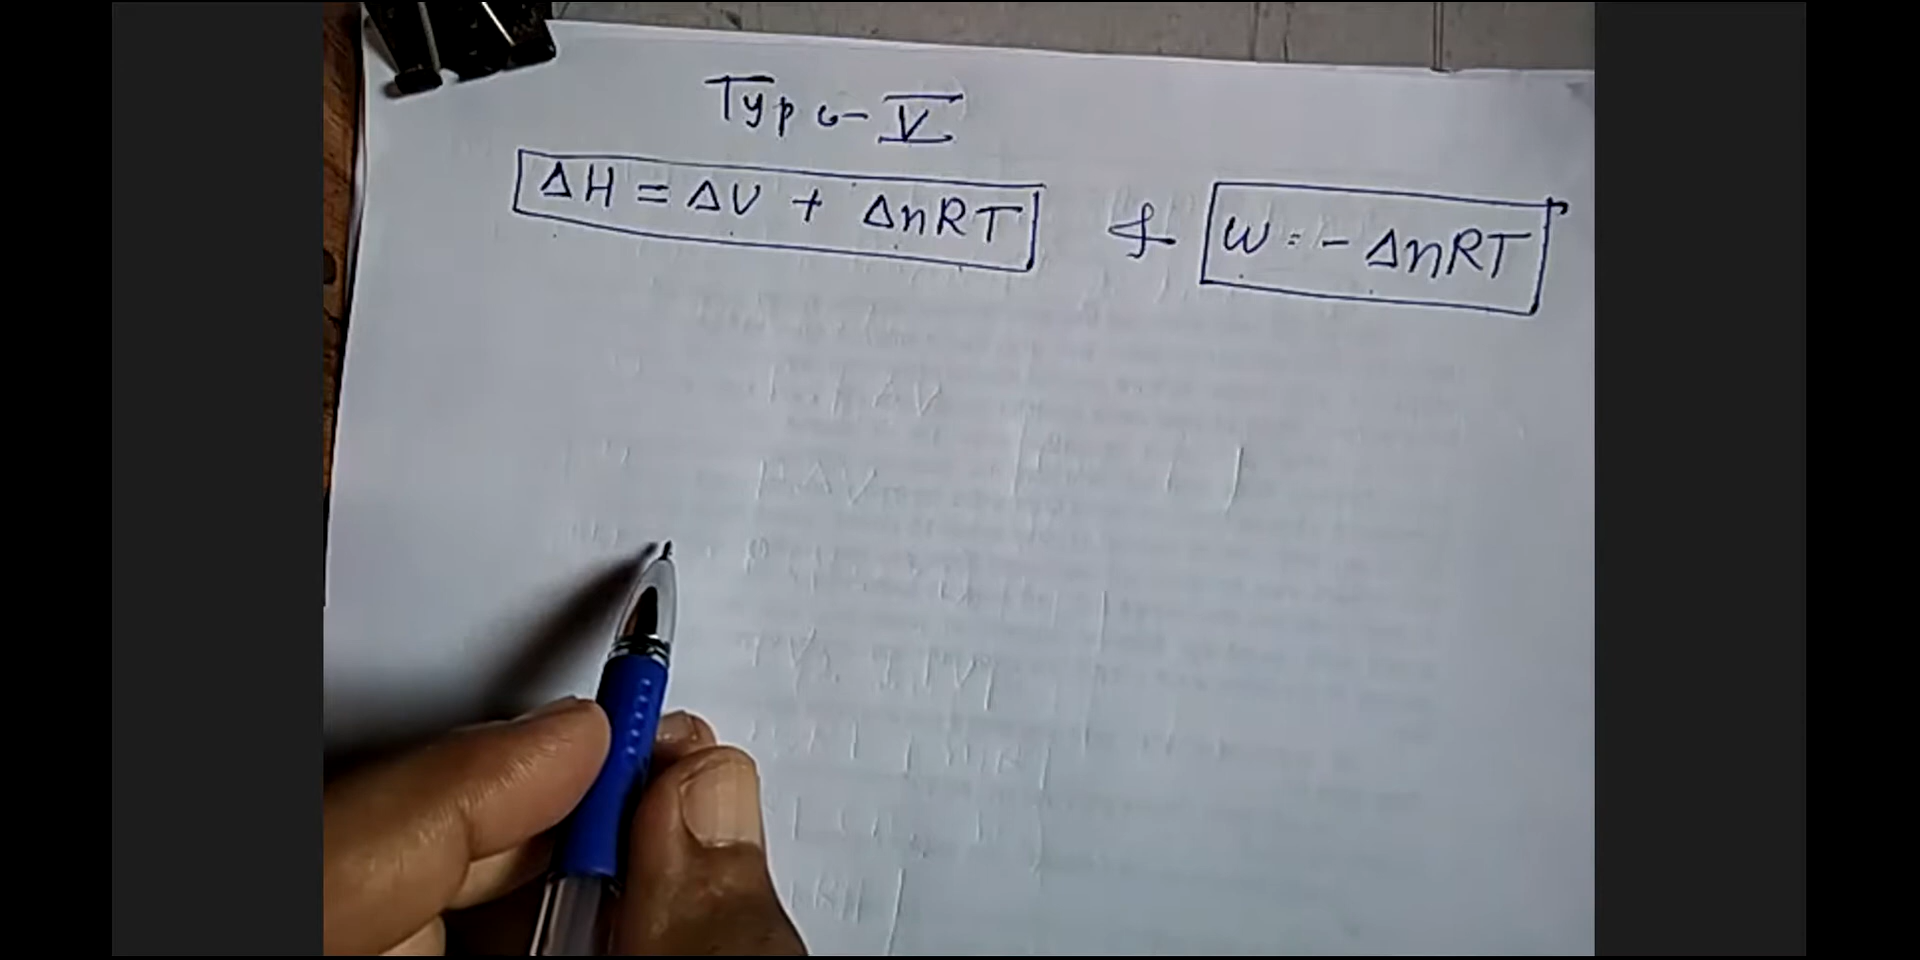 Type - V
ΔH = ΔU + ΔnRT & W = - ΔnRT